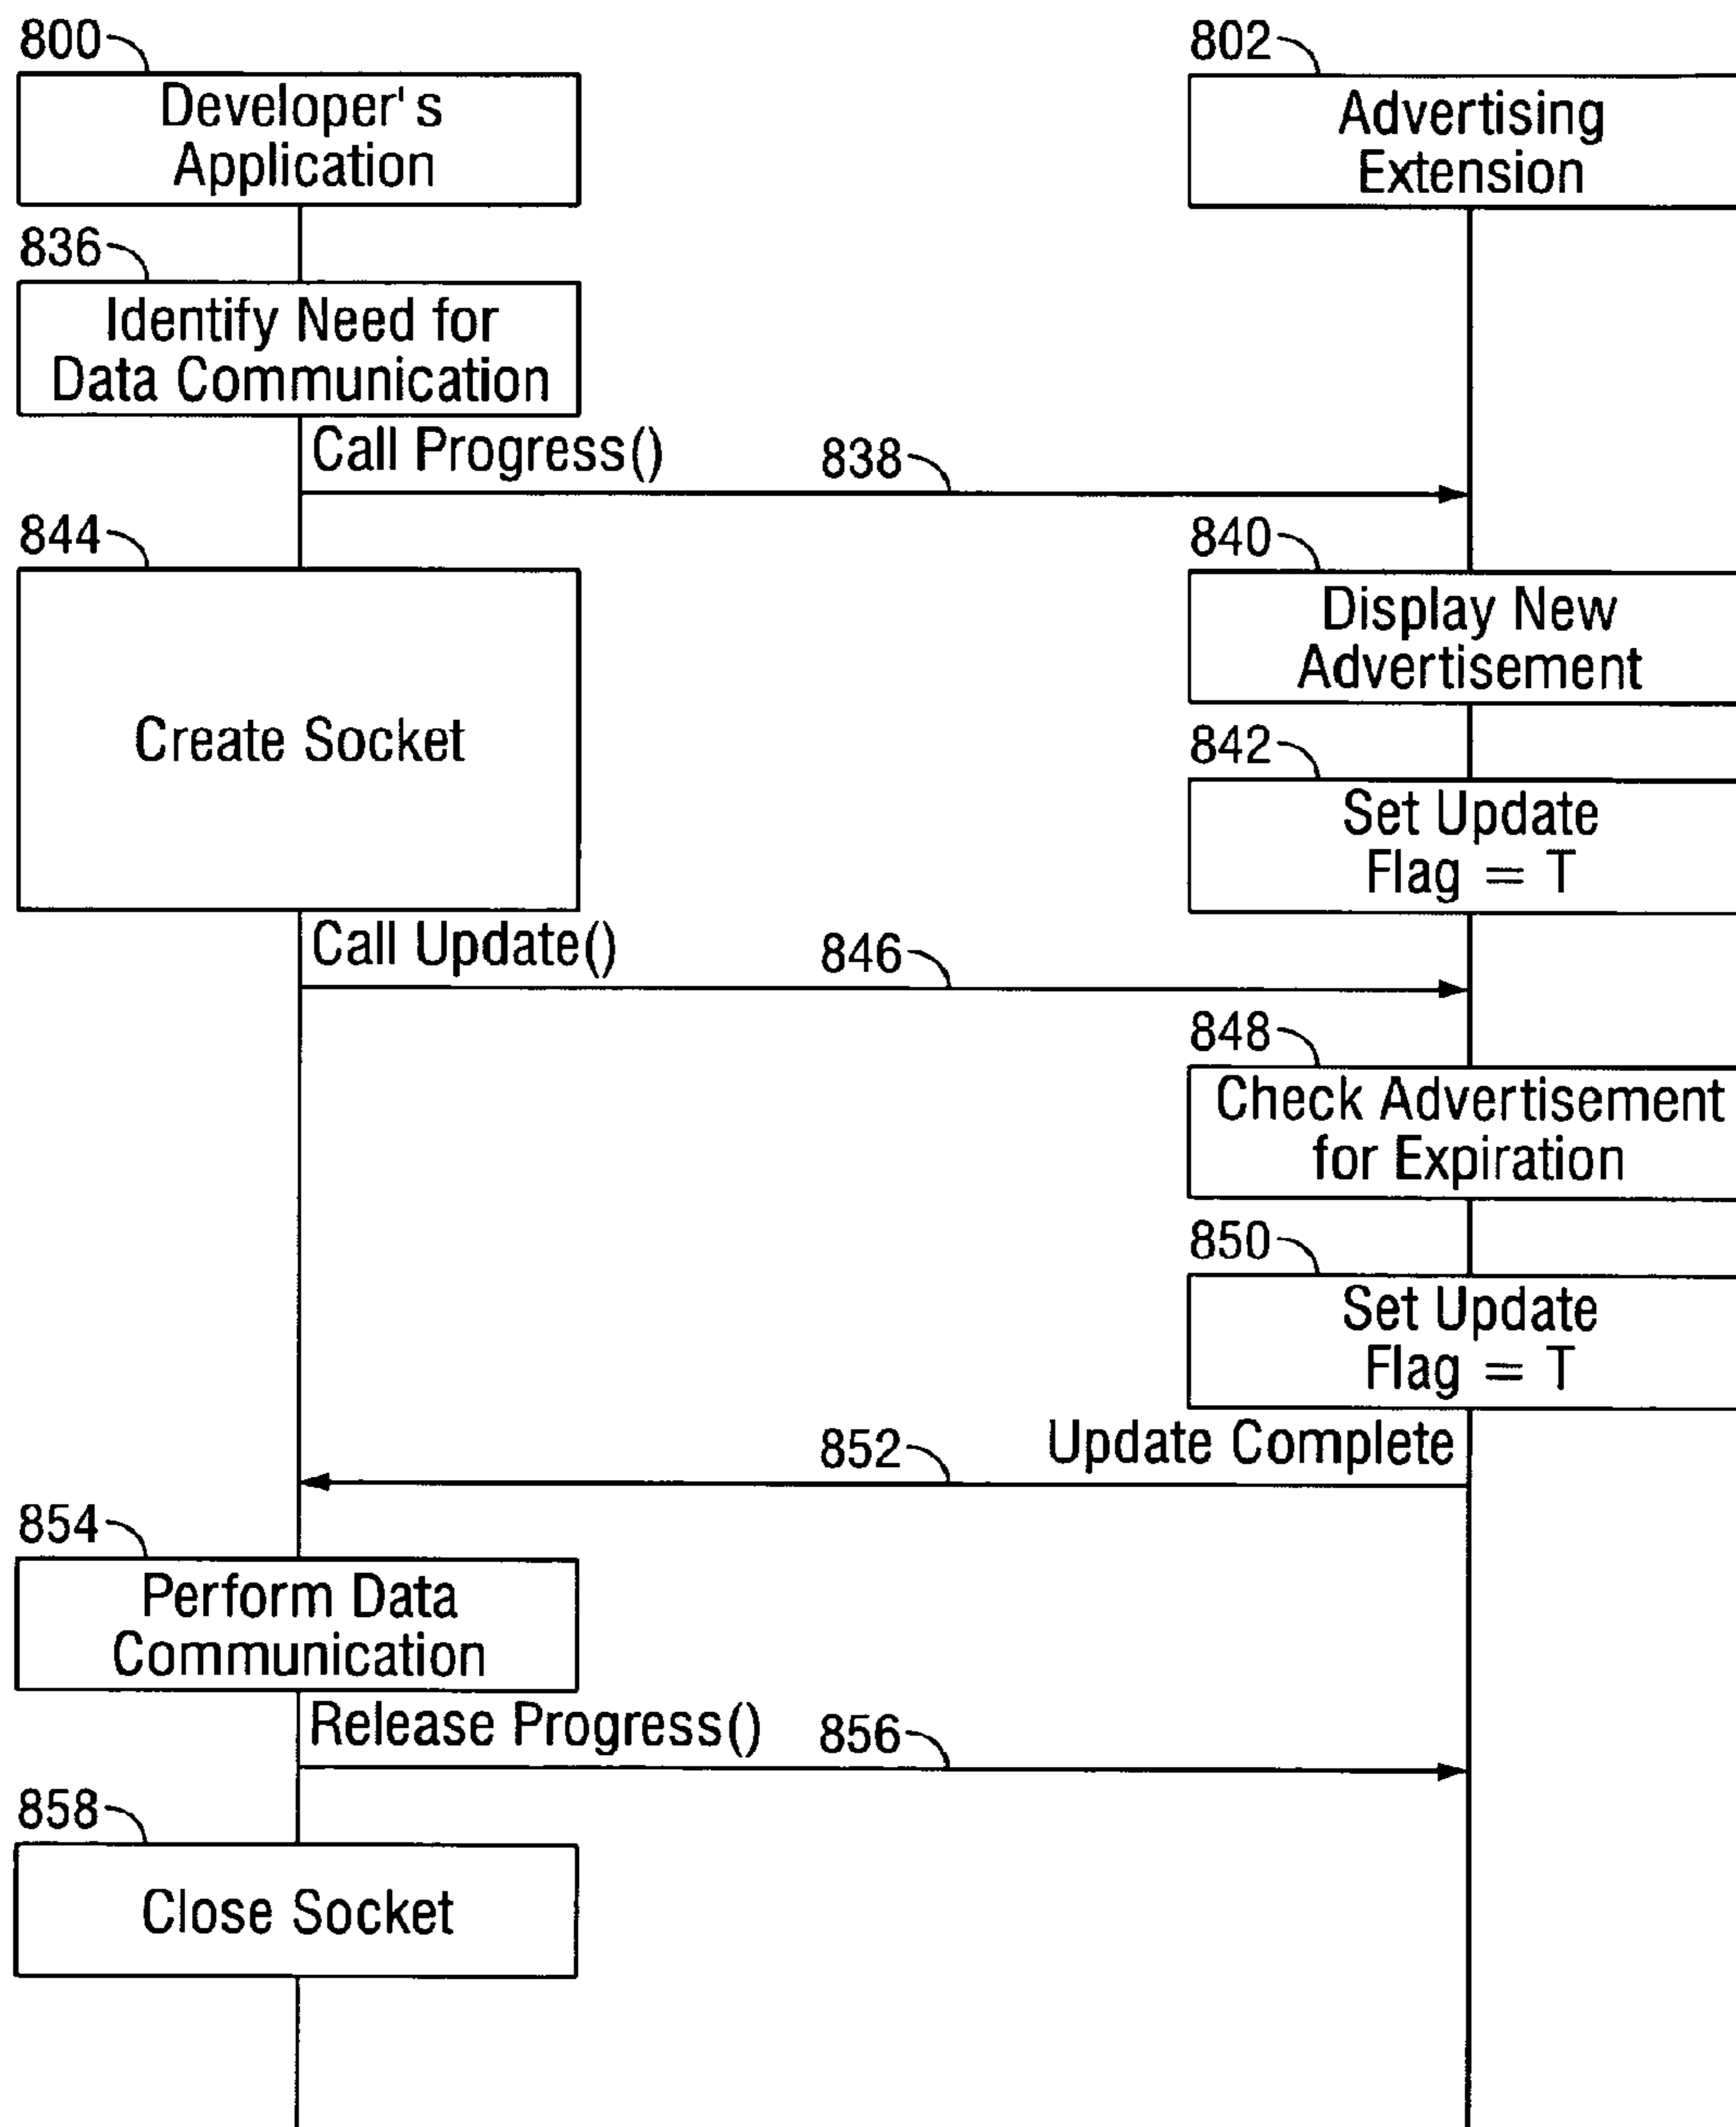 800
Developer's
Application
802
Advertising
Extension
836
Identify Need for
Data Communication
Call Progress()
838
844
Create Socket
840
Display New
Advertisement
842
Set Update
Flag = T
Call Update()
846
848
Check Advertisement
for Expiration
850
Set Update
Flag = T
852
Update Complete
854
Perform Data
Communication
Release Progress()
856
858
Close Socket